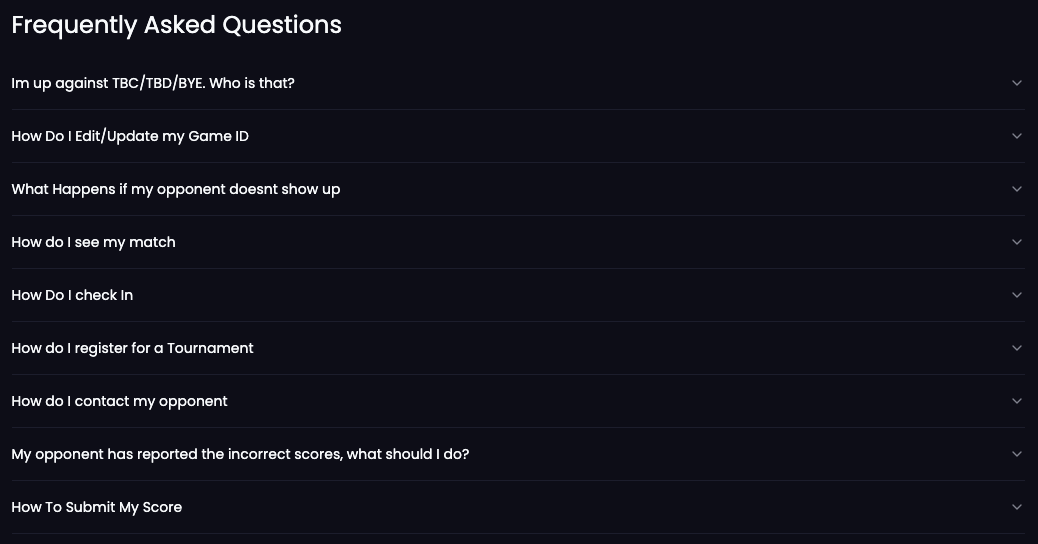 Frequently Asked Questions
Im up against TBC/TBD/BYE. Who is that?
How Do I Edit/Update my Game ID
What Happens if my opponent doesnt show up
How do I see my match
How Do I check In
How do I register for a Tournament
How do I contact my opponent
My opponent has reported the incorrect scores, what should I do?
How To Submit My Score